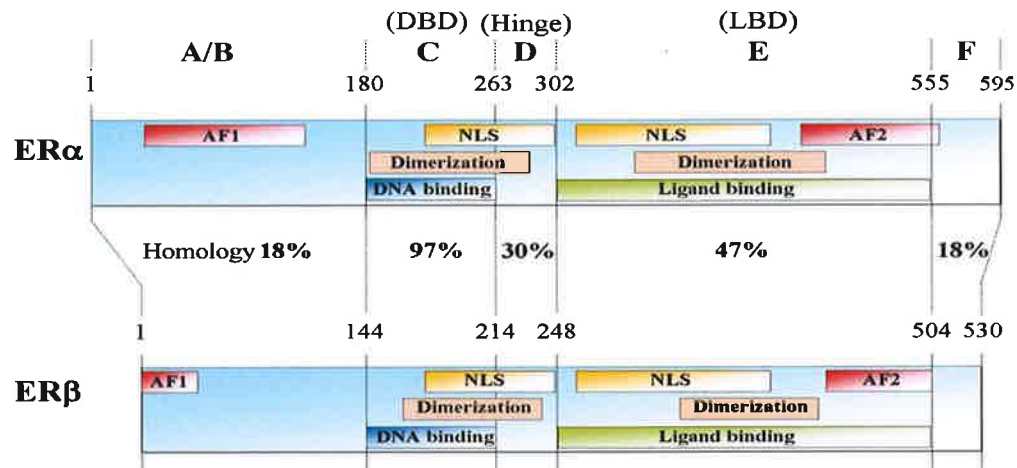 (DBD) (Hinge) (LBD)
A/B C D E F
1 180 263 302 555 595
AF1 NLS NLS AF2
ERα
Dimerization Dimerization
DNA binding Ligand binding
Homology 18% 97% 30% 47% 18%
1 144 214 248 504 530
AF1 NLS NLS AF2
ERβ
Dimerization Dimerization
DNA binding Ligand binding